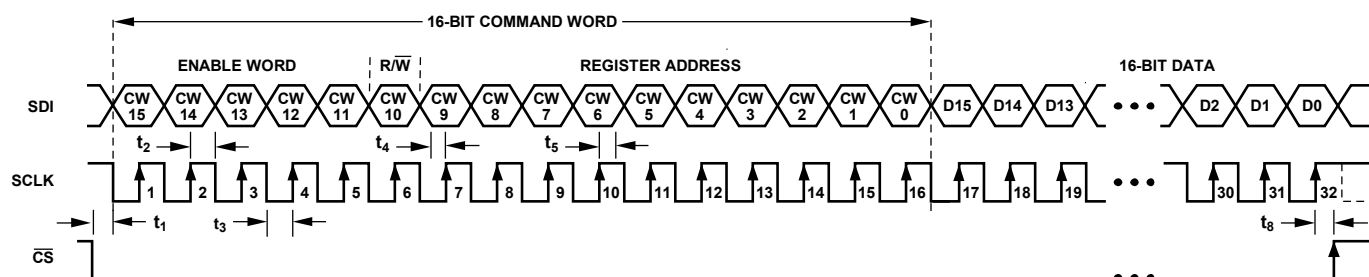 16-BIT COMMAND WORD
ENABLE WORD R/W̅ REGISTER ADDRESS 16-BIT DATA
SDI CW 15 CW 14 CW 13 CW 12 CW 11 CW 10 CW 9 CW 8 CW 7 CW 6 CW 5 CW 4 CW 3 CW 2 CW 1 CW 0 D15 D14 D13 ••• D2 D1 D0
t2 t4 t5
SCLK 1 2 3 4 5 6 7 8 9 10 11 12 13 14 15 16 17 18 19 ••• 30 31 32
t1 t3 t8
C̅S̅ •••